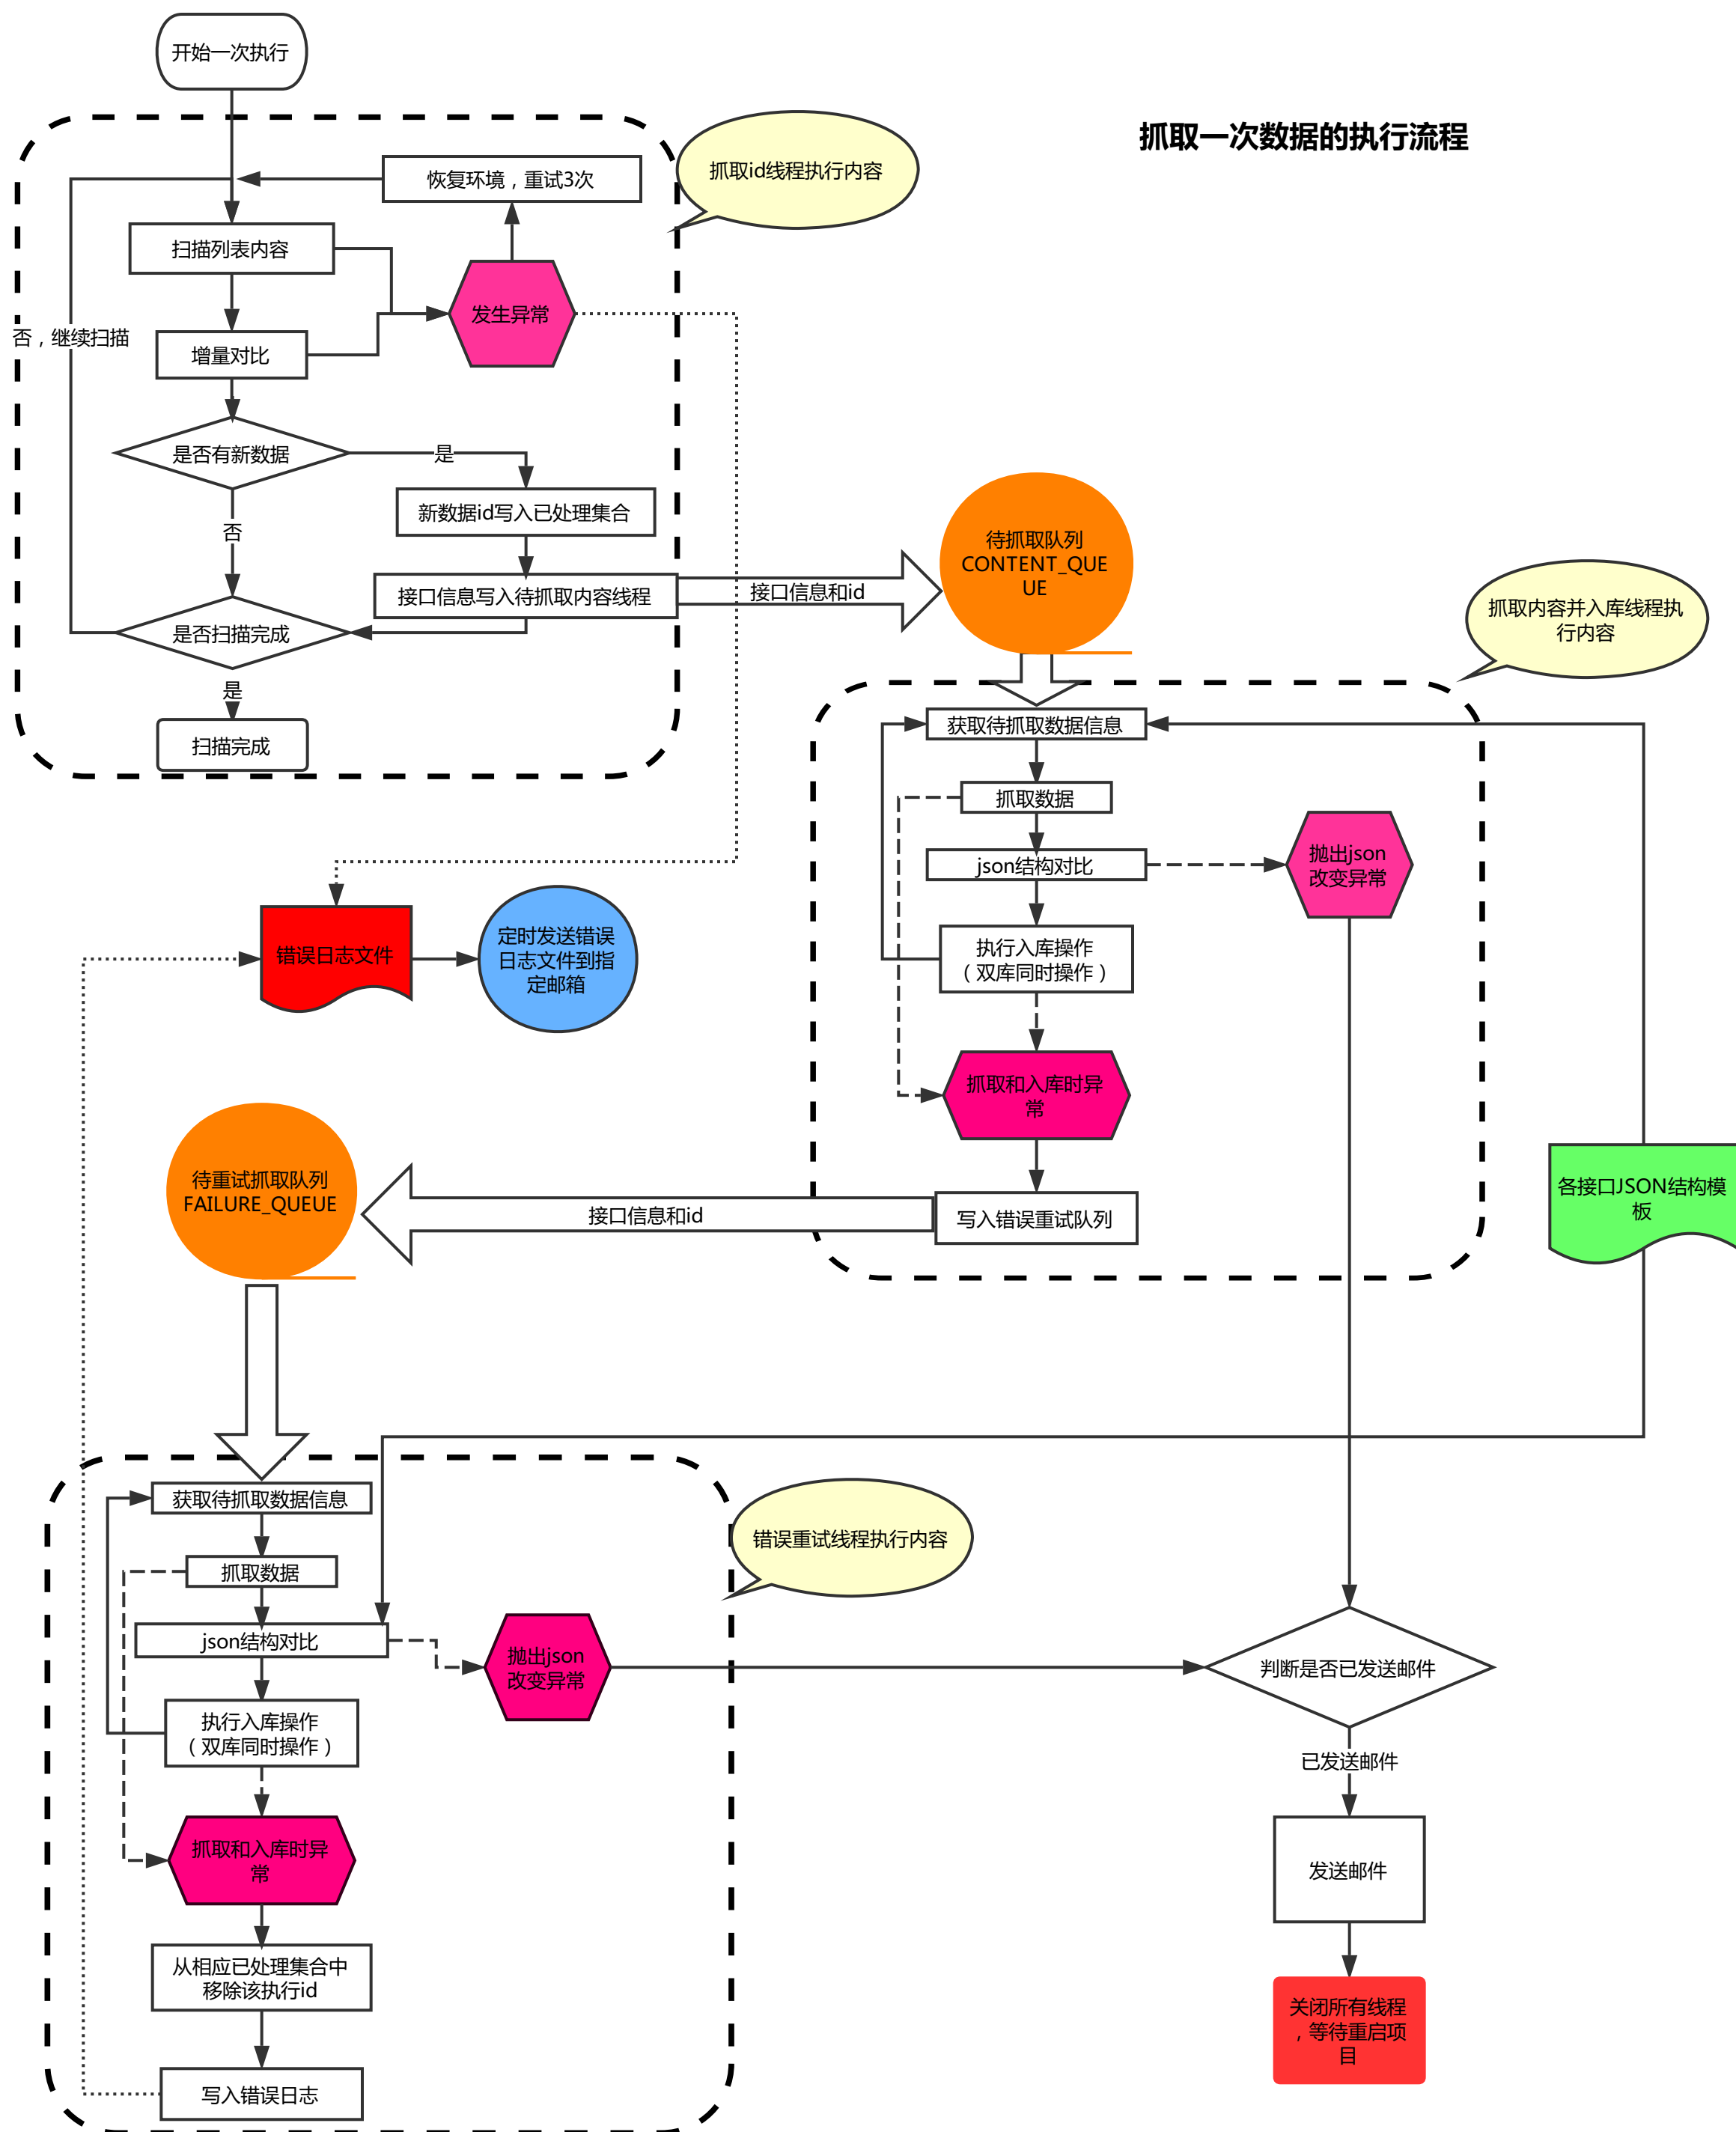 开始一次执行
抓取一次数据的执行流程
抓取id线程执行内容
恢复环境，重试3次
扫描列表内容
发生异常
否，继续扫描
增量对比
是否有新数据
是
新数据id写入已处理集合
否
接口信息写入待抓取内容线程
接口信息和id
待抓取队列
CONTENT_QUE
UE
是否扫描完成
是
扫描完成
抓取内容并入库线程执
行内容
获取待抓取数据信息
抓取数据
json结构对比
抛出json
改变异常
执行入库操作
（双库同时操作）
抓取和入库时异
常
写入错误重试队列
错误日志文件
定时发送错误
日志文件到指
定邮箱
待重试抓取队列
FAILURE_QUEUE
接口信息和id
各接口JSON结构模
板
获取待抓取数据信息
抓取数据
json结构对比
错误重试线程执行内容
抛出json
改变异常
执行入库操作
（双库同时操作）
抓取和入库时异
常
从相应已处理集合中
移除该执行id
写入错误日志
判断是否已发送邮件
已发送邮件
发送邮件
关闭所有线程
，等待重启项
目